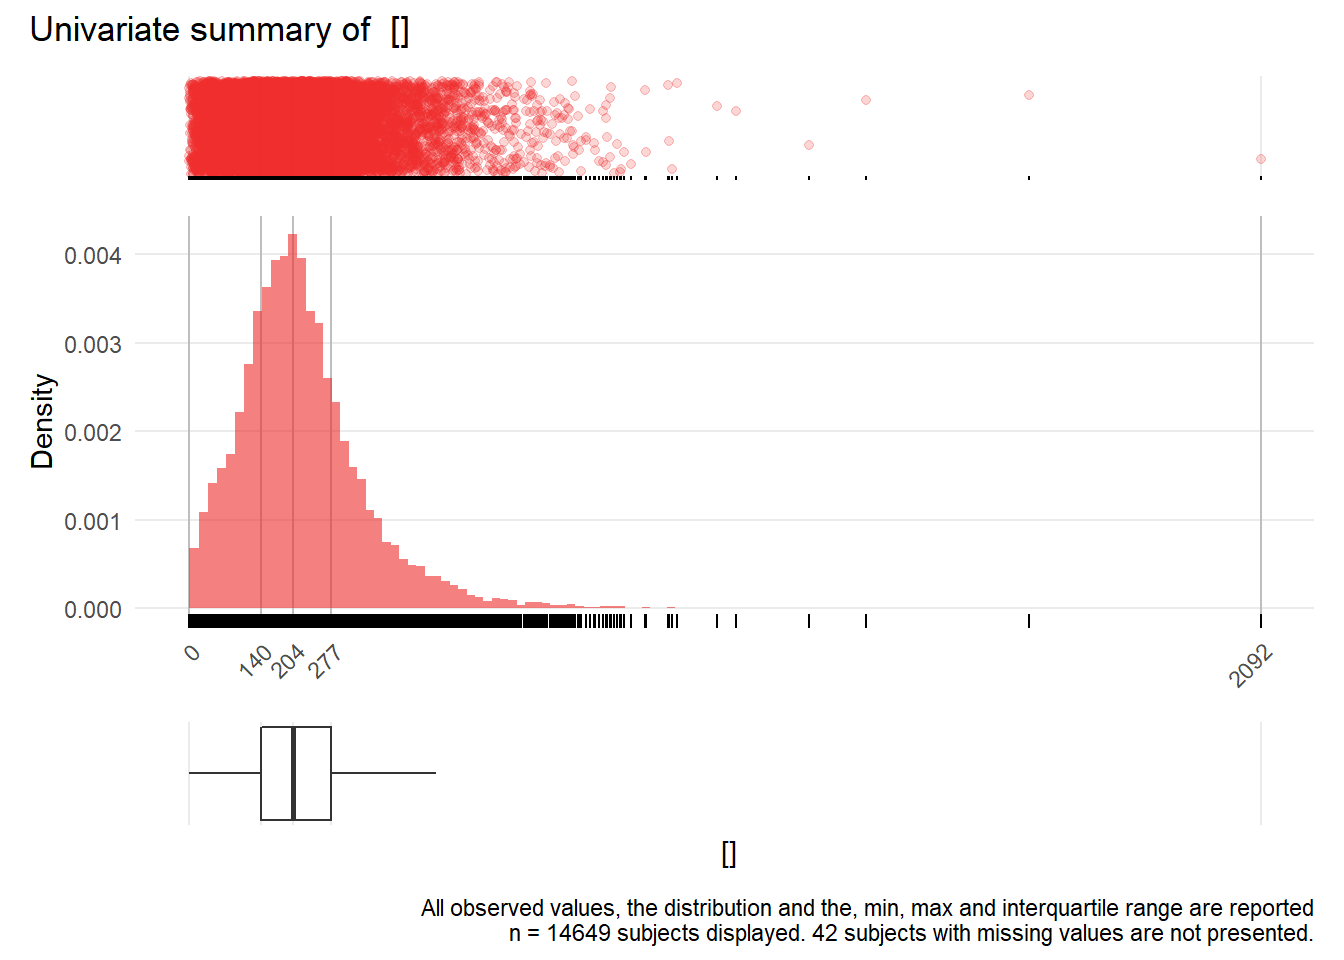 Univariate summary of  []
0.004
0.003
0.002
0.001
0.000
Density
0
140
204
277
2092
[]
All observed values, the distribution and the, min, max and interquartile range are reported
n = 14649 subjects displayed. 42 subjects with missing values are not presented.